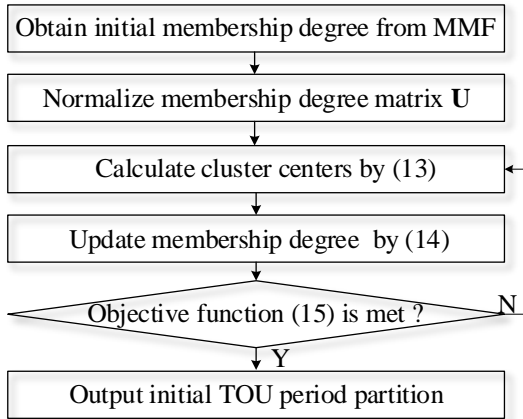 Obtain initial membership degree from MMF
Normalize membership degree matrix U
Calculate cluster centers by (13)
Update membership degree by (14)
Objective function (15) is met ?
N
Y
Output initial TOU period partition